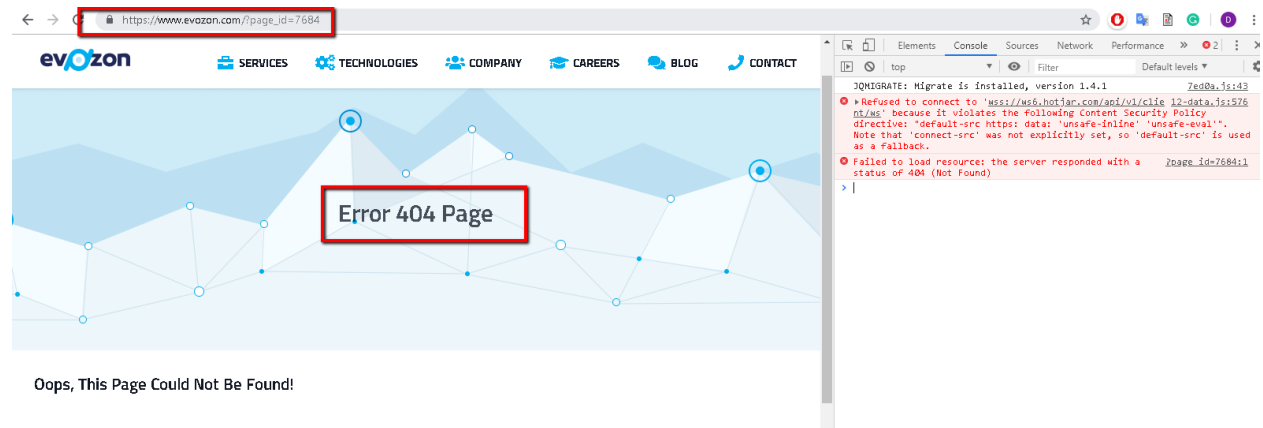 https://www.evozon.com/?page_id=7684
evozon
SERVICES
TECHNOLOGIES
COMPANY
CAREERS
BLOG
CONTACT
Error 404 Page
Oops, This Page Could Not Be Found!
D
Elements Console Sources Network Performance » 2
top Filter Default levels
JQMIGRATE: Migrate is installed, version 1.4.1 7ed0a.js:43
Refused to connect to 'wss://ws6.hotjar.com/api/v1/clie 12-data.js:576
nt/ws' because it violates the following Content Security Policy
directive: "default-src https: data: 'unsafe-inline' 'unsafe-eval'".
Note that 'connect-src' was not explicitly set, so 'default-src' is used
as a fallback.
Failed to load resource: the server responded with a ?page_id=7684:1
status of 404 (Not Found)